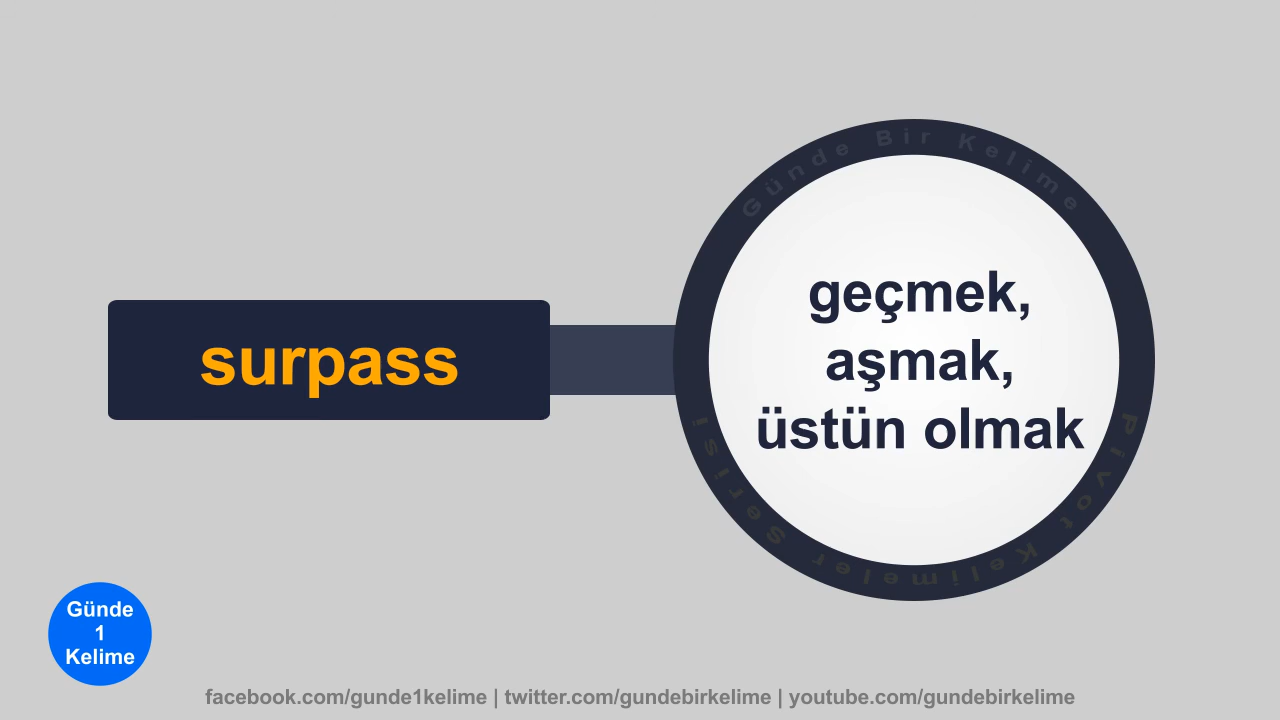 Günde Bir Kelime
surpass
geçmek,
aşmak,
üstün olmak
Pivot Kelimeler Serisi
Günde
1
Kelime
facebook.com/gunde1kelime | twitter.com/gundebirkelime | youtube.com/gundebirkelime